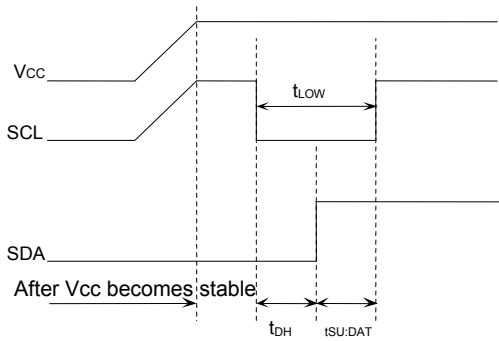 Vcc
tLOW
SCL
SDA
After Vcc becomes stable
tDH
tSU:DAT